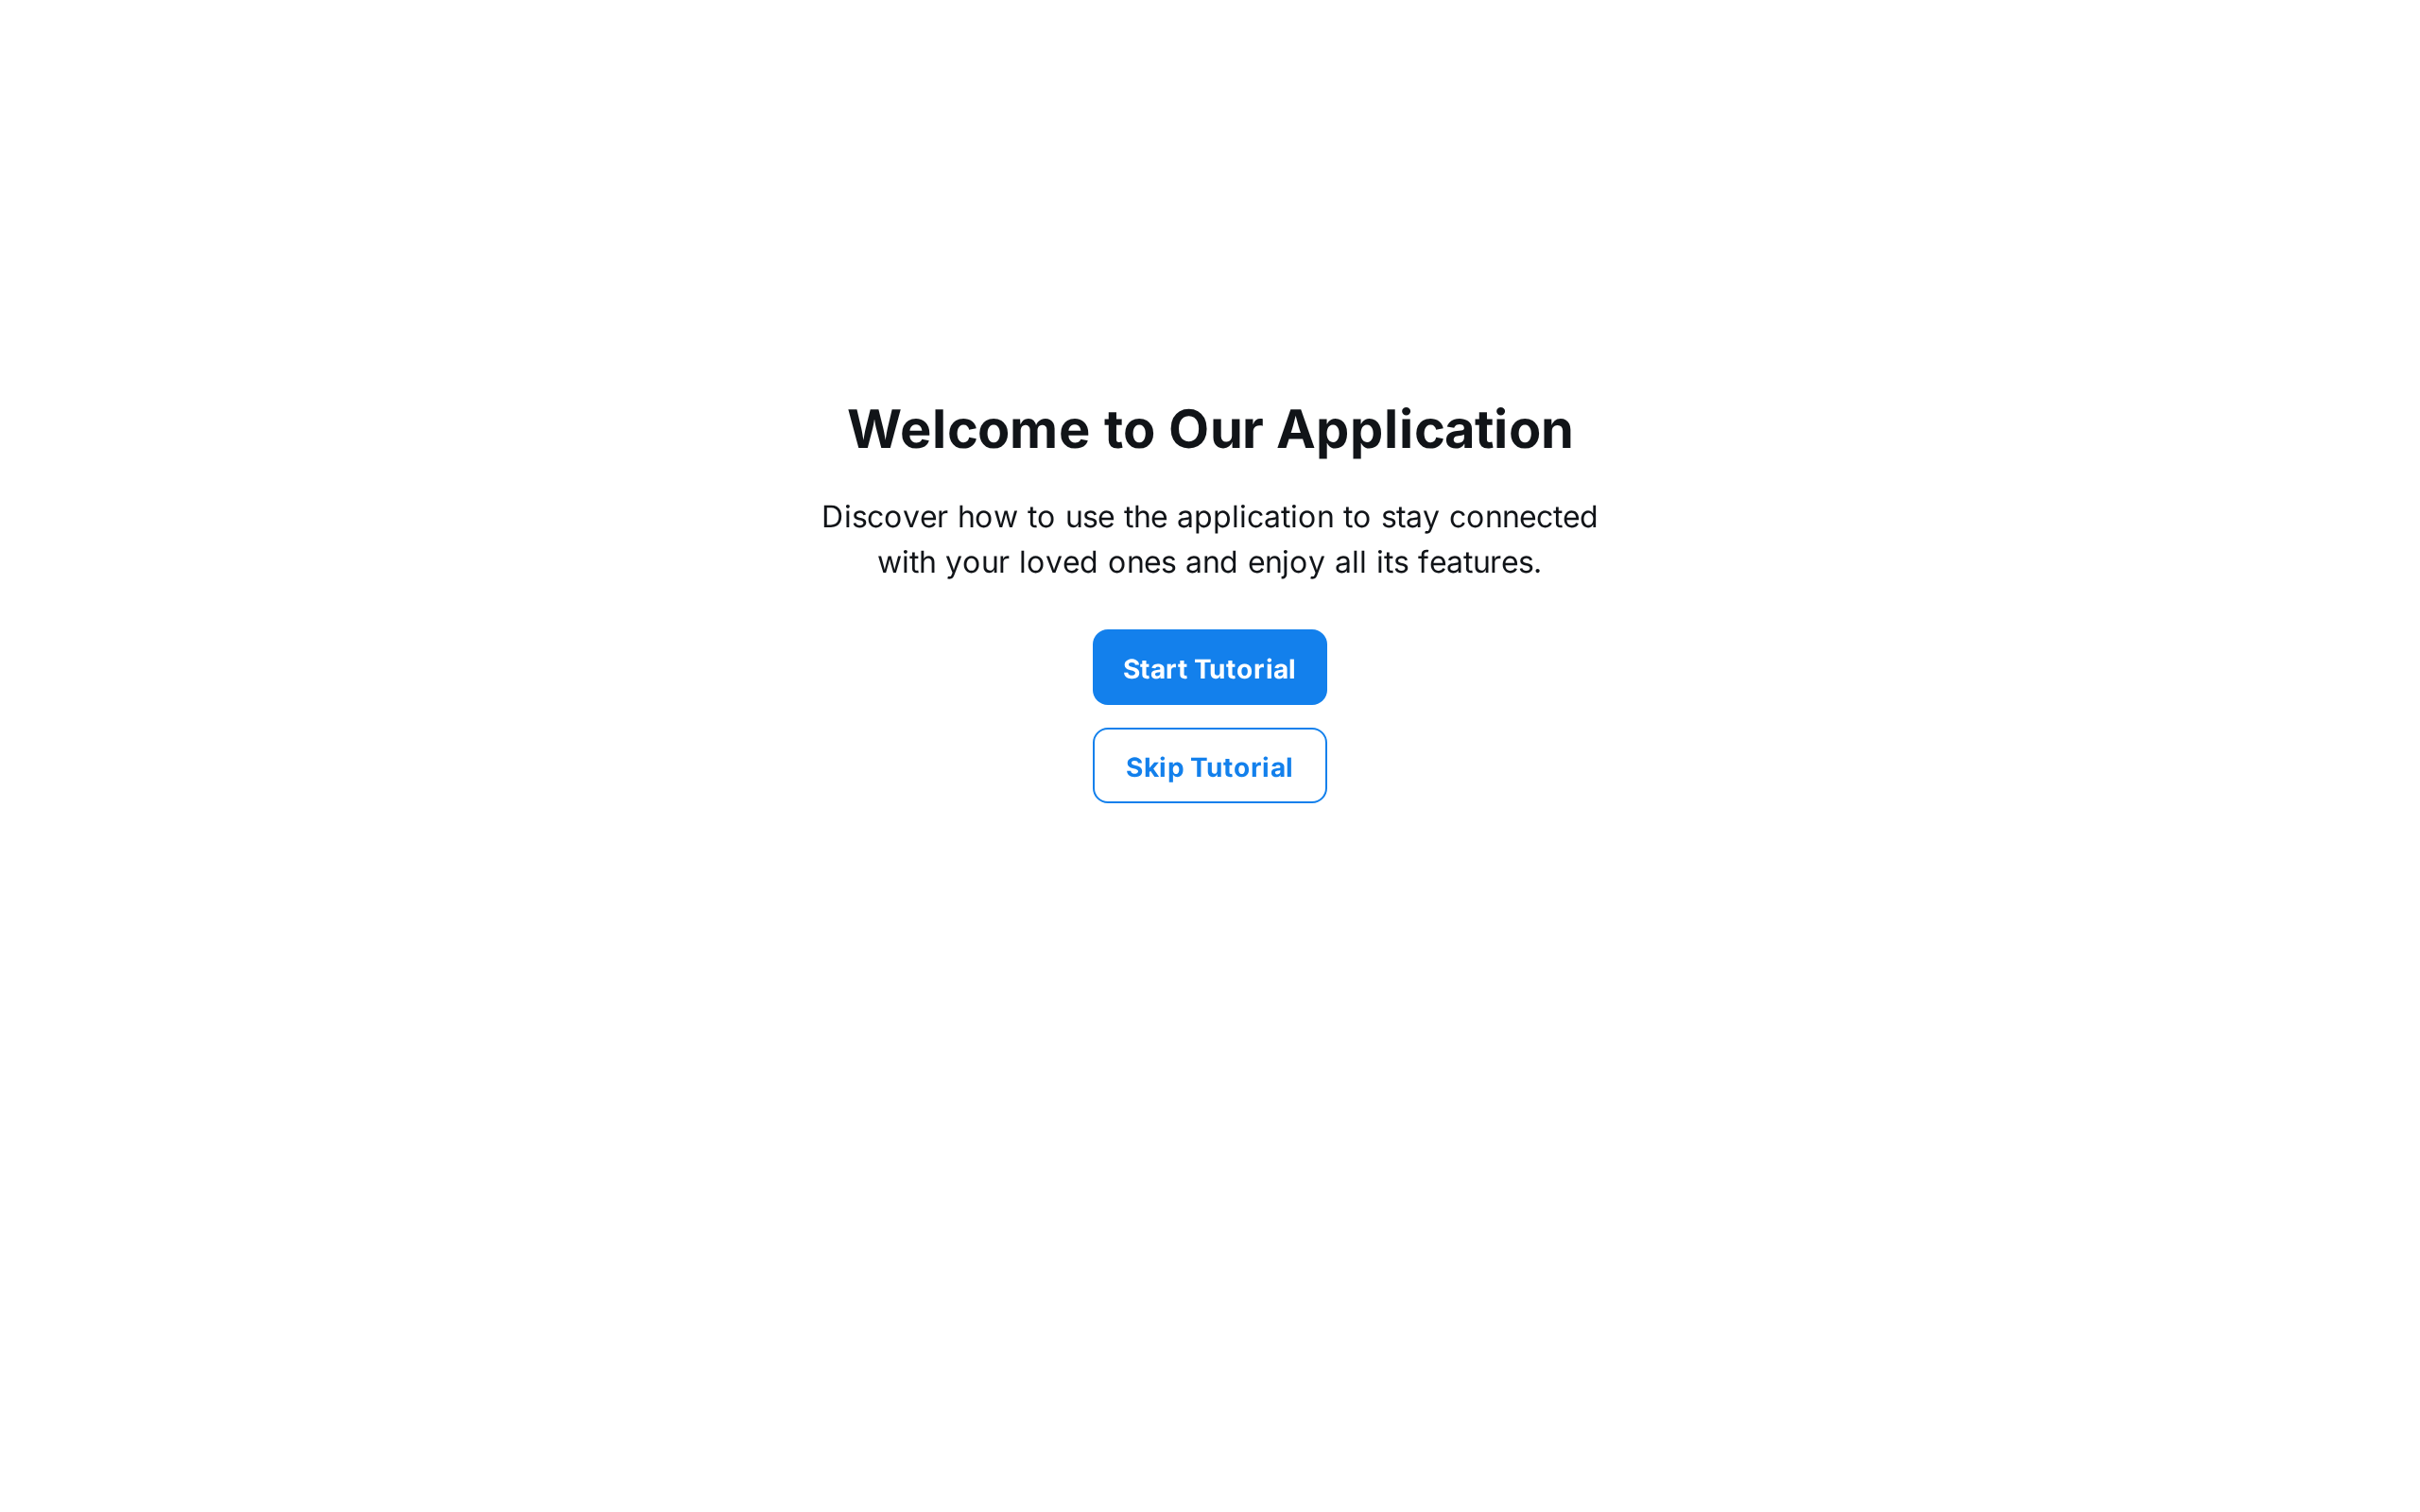 Welcome to Our Application
Discover how to use the application to stay connected
with your loved ones and enjoy all its features.
Start Tutorial
Skip Tutorial